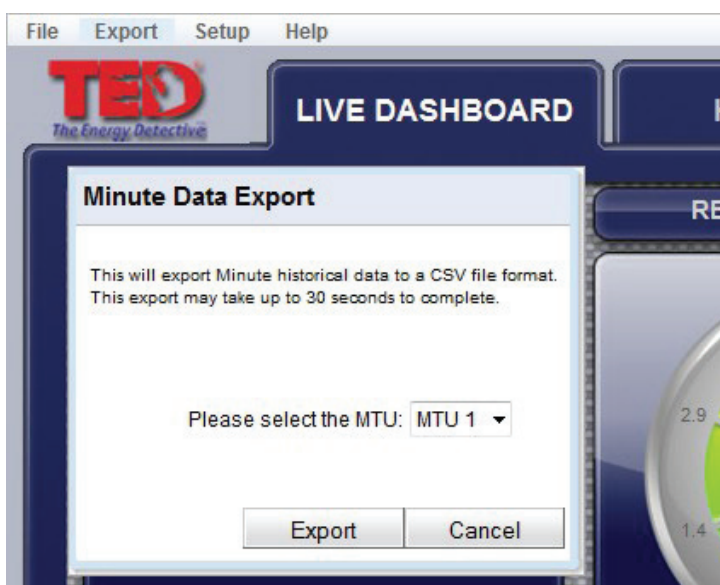 File Export Setup Help
TED
The Energy Detective
LIVE DASHBOARD
Minute Data Export
This will export Minute historical data to a CSV file format.
This export may take up to 30 seconds to complete.
Please select the MTU: MTU 1
Export Cancel
RE
2.9
1.4